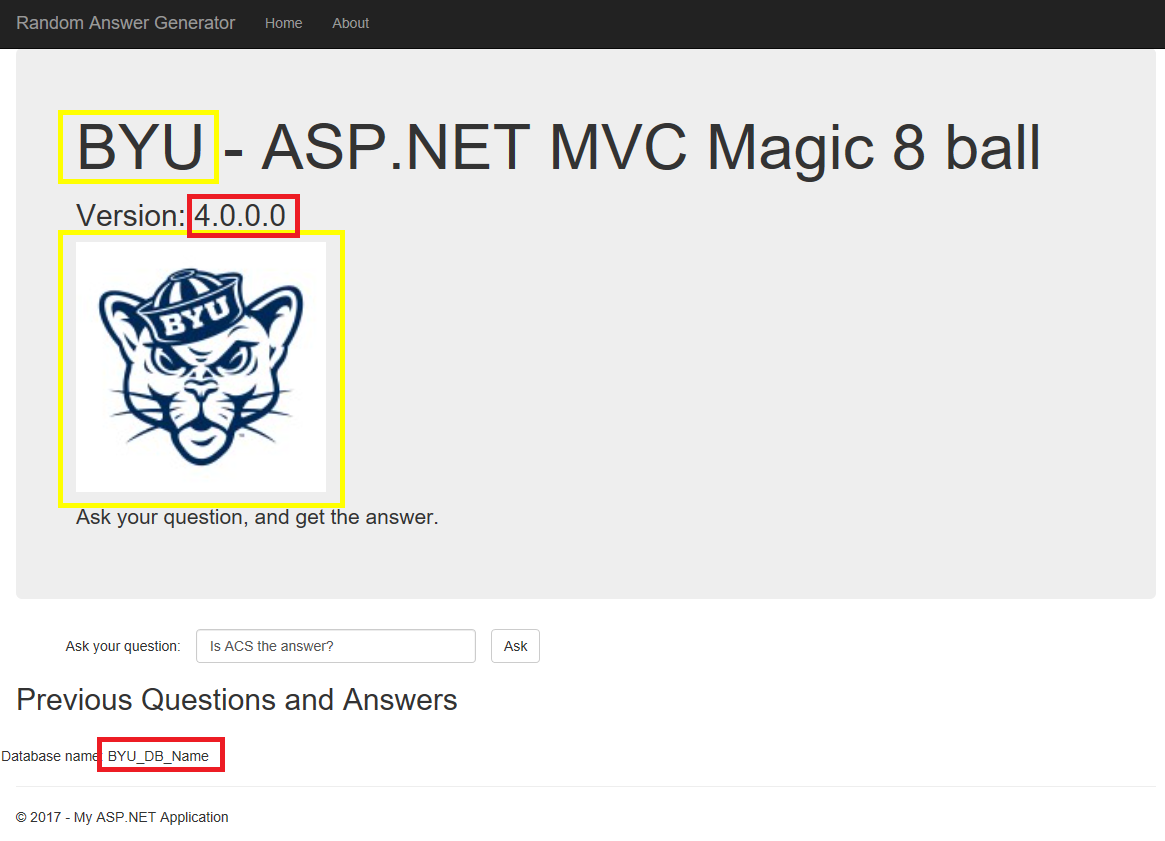 Random Answer Generator Home About
BYU - ASP.NET MVC Magic 8 ball
Version: 4.0.0.0
BYU
Ask your question, and get the answer.
Ask your question: Is ACS the answer? Ask
Previous Questions and Answers
Database name: BYU_DB_Name
© 2017 - My ASP.NET Application